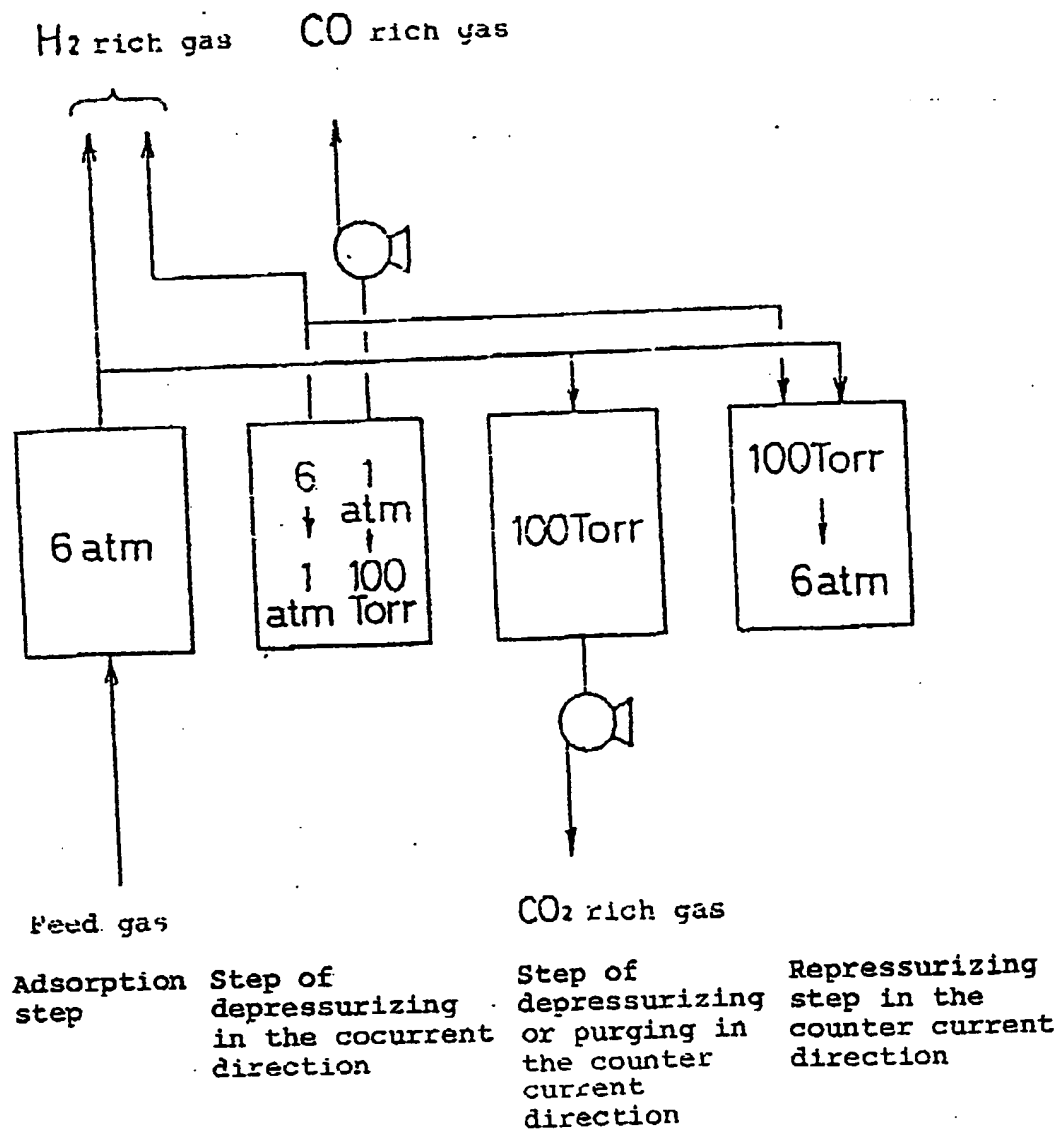 H2 rich gas
CO rich gas
6 atm
6 1
atm
1 100
atm Torr
100Torr
100Torr
6atm
Feed gas
CO2 rich gas
Adsorption
step
Step of
depressurizing
in the cocurrent
direction
Step of
depressurizing
or purging in
the counter
current
direction
Repressurizing
step in the
counter current
direction